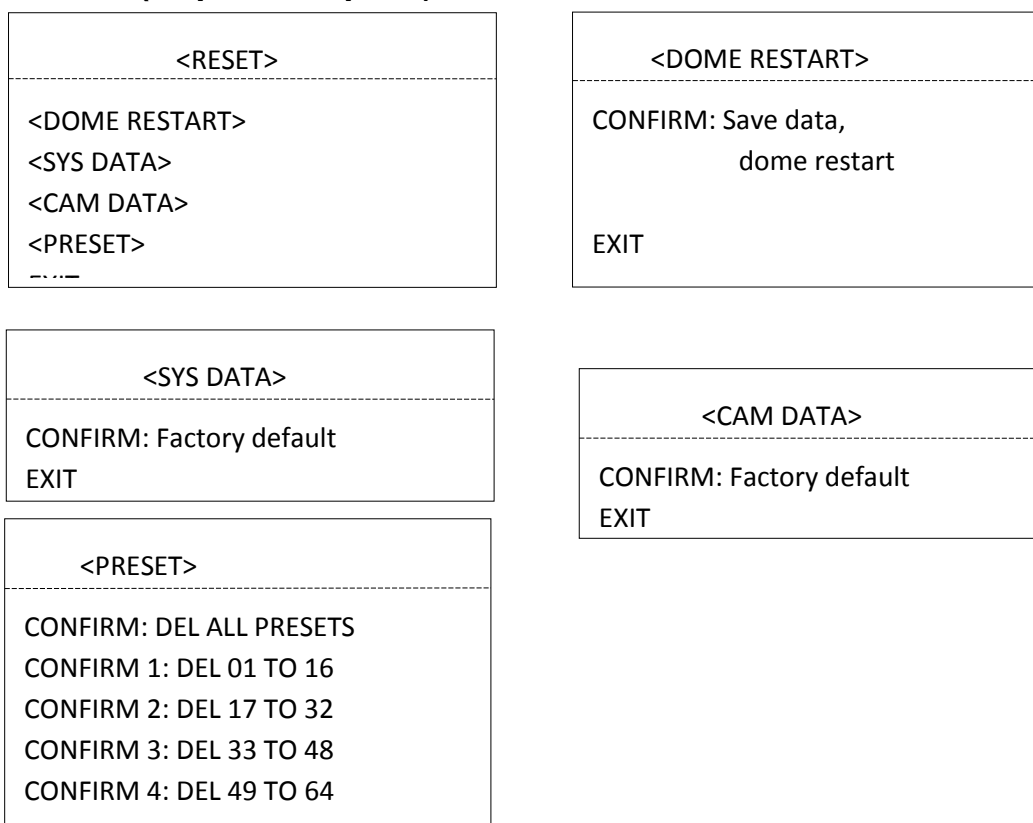 <RESET>
<DOME RESTART>
<SYS DATA>
<CAM DATA>
<PRESET>
<DOME RESTART>
CONFIRM: Save data,
dome restart
EXIT
<SYS DATA>
CONFIRM: Factory default
EXIT
<CAM DATA>
CONFIRM: Factory default
EXIT
<PRESET>
CONFIRM: DEL ALL PRESETS
CONFIRM 1: DEL 01 TO 16
CONFIRM 2: DEL 17 TO 32
CONFIRM 3: DEL 33 TO 48
CONFIRM 4: DEL 49 TO 64